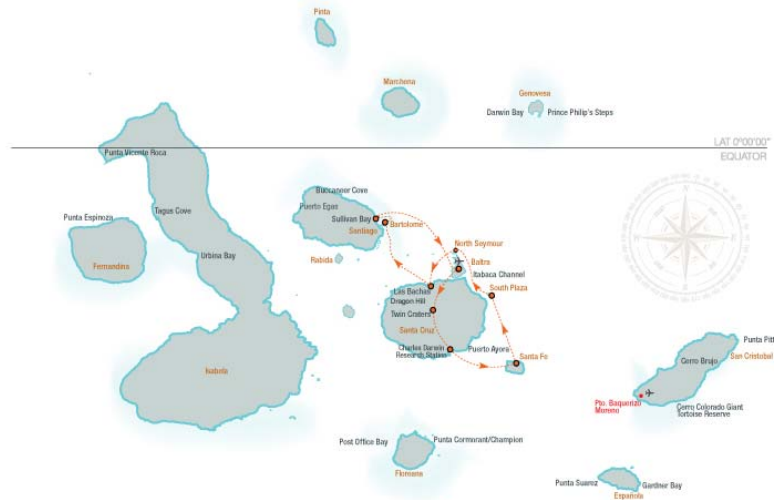 Pinta
Marchena
Genovesa
Darwin Bay
Prince Philip's Steps
LAT 0°00'00"
EQUATOR
Punta Vicente Roca
Buccaneer Cove
Puerto Egas
Tagus Cove
Punta Espinoza
Sullivan Bay
Bartolome
Santiago
North Seymour
Urbina Bay
Rabida
Baltra
Fernandina
Itabaca Channel
Las Bachas
South Plaza
Dragon Hill
Twin Craters
Santa Cruz
Punta Pitt
Charles Darwin
Research Station
Puerto Ayora
Santa Fe
Cerro Brujo
San Cristobal
Isabela
Pto. Baquerizo
Moreno
Cerro Colorado Giant
Tortoise Reserve
Post Office Bay
Punta Cormorant/Champion
Floreana
Punta Suarez
Gardner Bay
Española